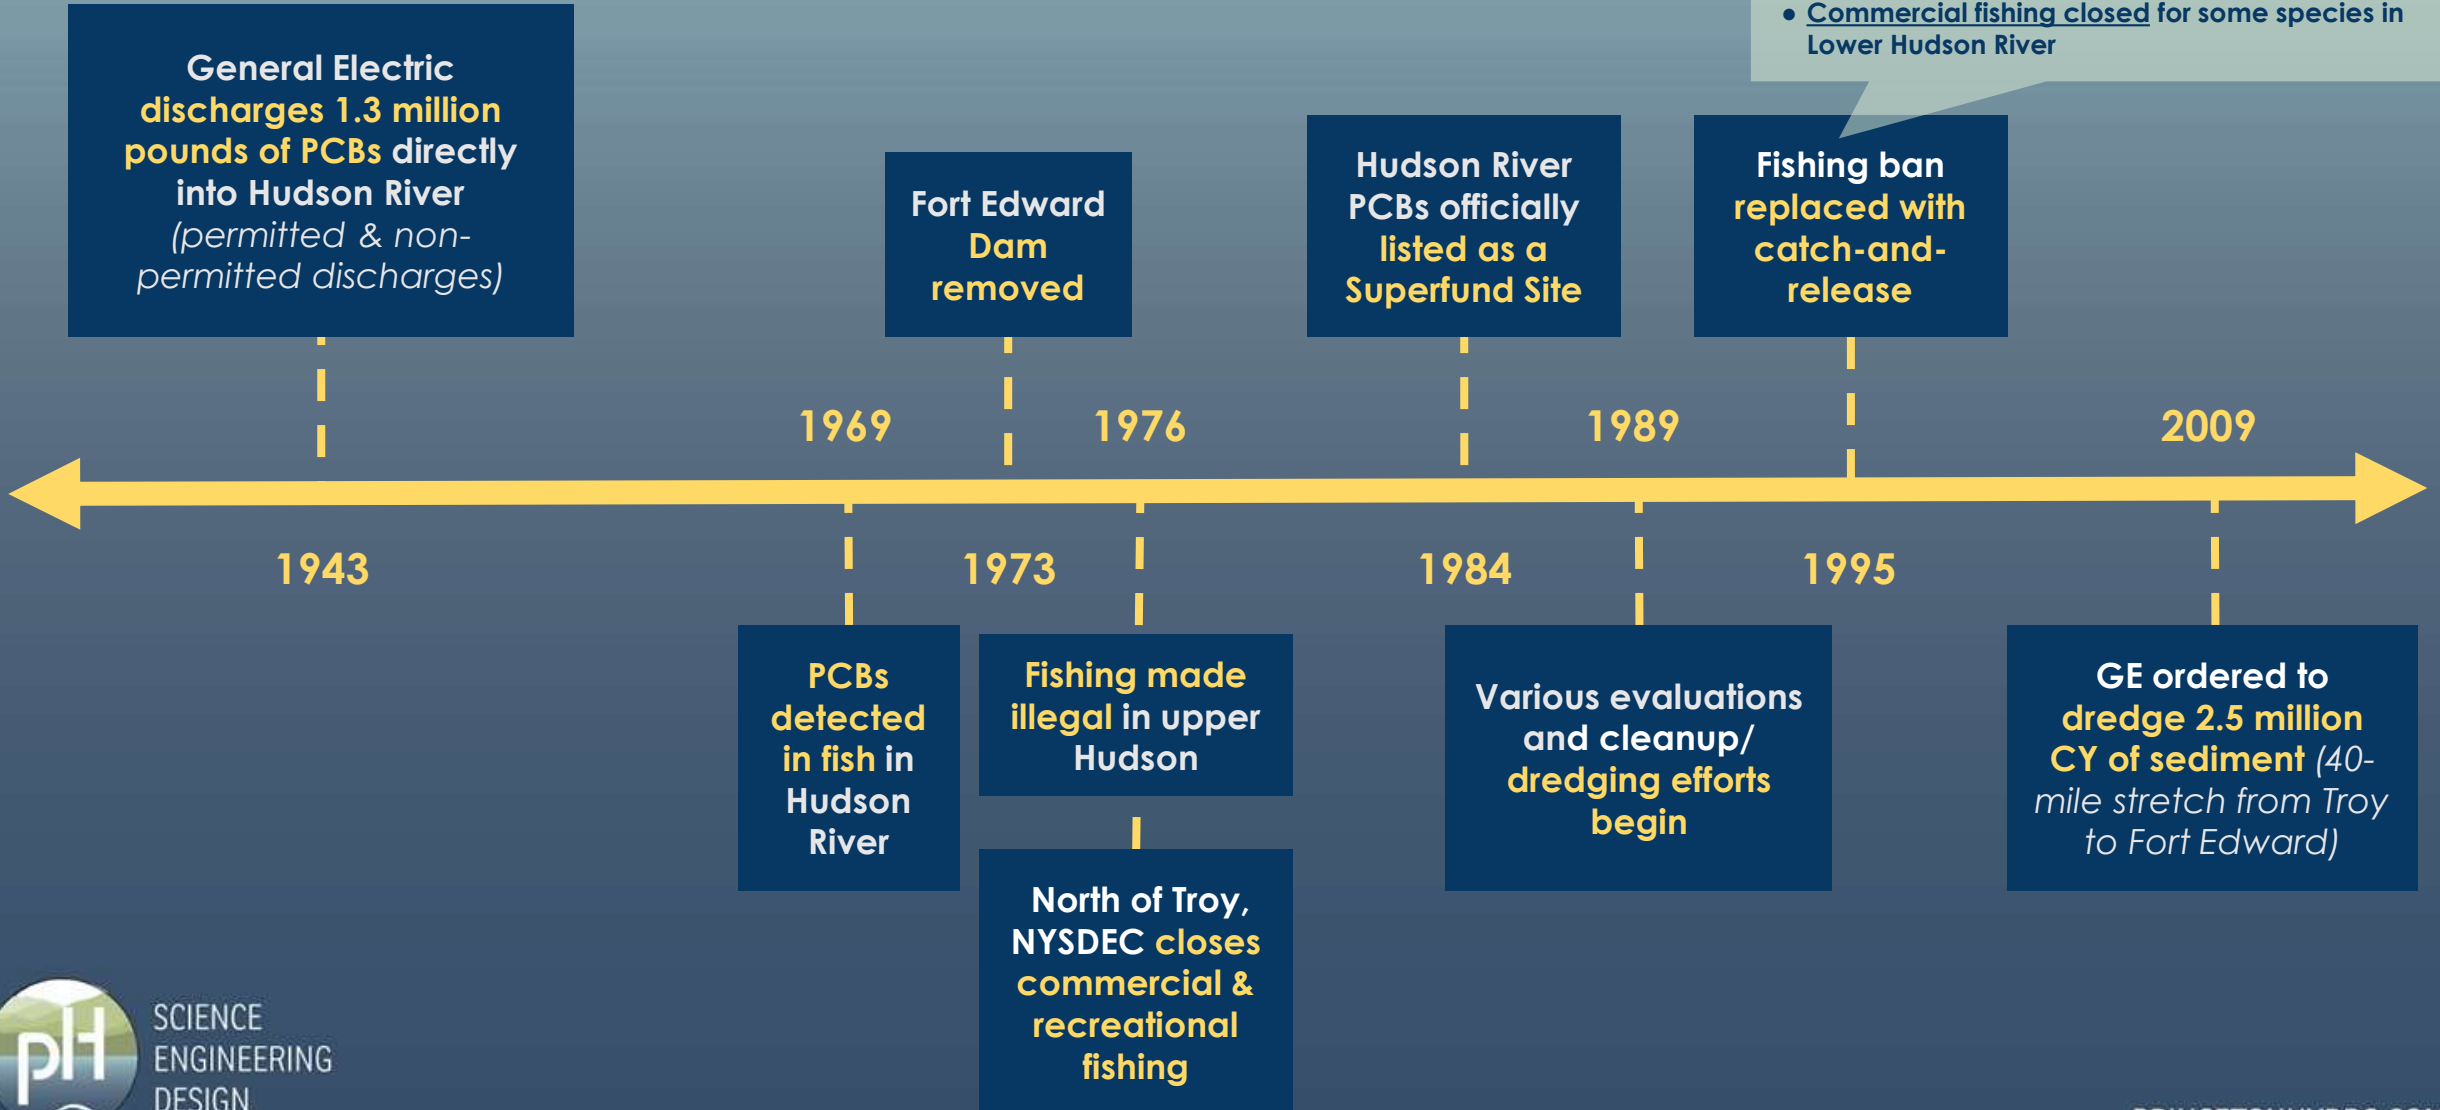 ● Commercial fishing closed for some species in
Lower Hudson River
General Electric
discharges 1.3 million
pounds of PCBs directly
into Hudson River
(permitted & non-
permitted discharges)
Fort Edward
Dam
removed
Hudson River
PCBs officially
listed as a
Superfund Site
Fishing ban
replaced with
catch-and-
release
1969
1976
1989
2009
1943
1973
1984
1995
PCBs
detected
in fish in
Hudson
River
Fishing made
illegal in upper
Hudson
North of Troy,
NYSDEC closes
commercial &
recreational
fishing
Various evaluations
and cleanup/
dredging efforts
begin
GE ordered to
dredge 2.5 million
CY of sediment (40-
mile stretch from Troy
to Fort Edward)
pH
SCIENCE
ENGINEERING
DESIGN